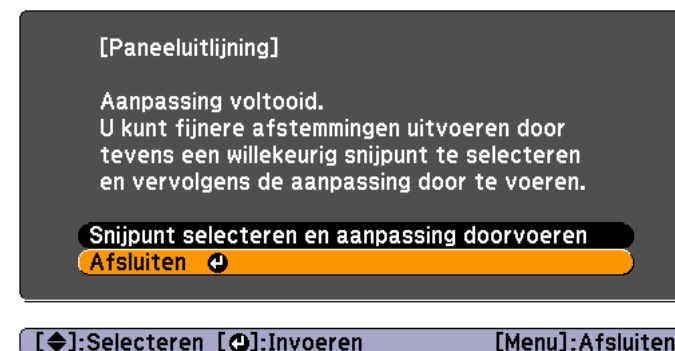 [Paneeluitlijning]
Aanpassing voltooid.
U kunt fijnere afstemmingen uitvoeren door
tevens een willekeurig snijpunt te selecteren
en vervolgens de aanpassing door te voeren.
Snijpunt selecteren en aanpassing doorvoeren
Afsluiten
[◆]:Selecteren [↵]:Invoeren [Menu]:Afsluiten